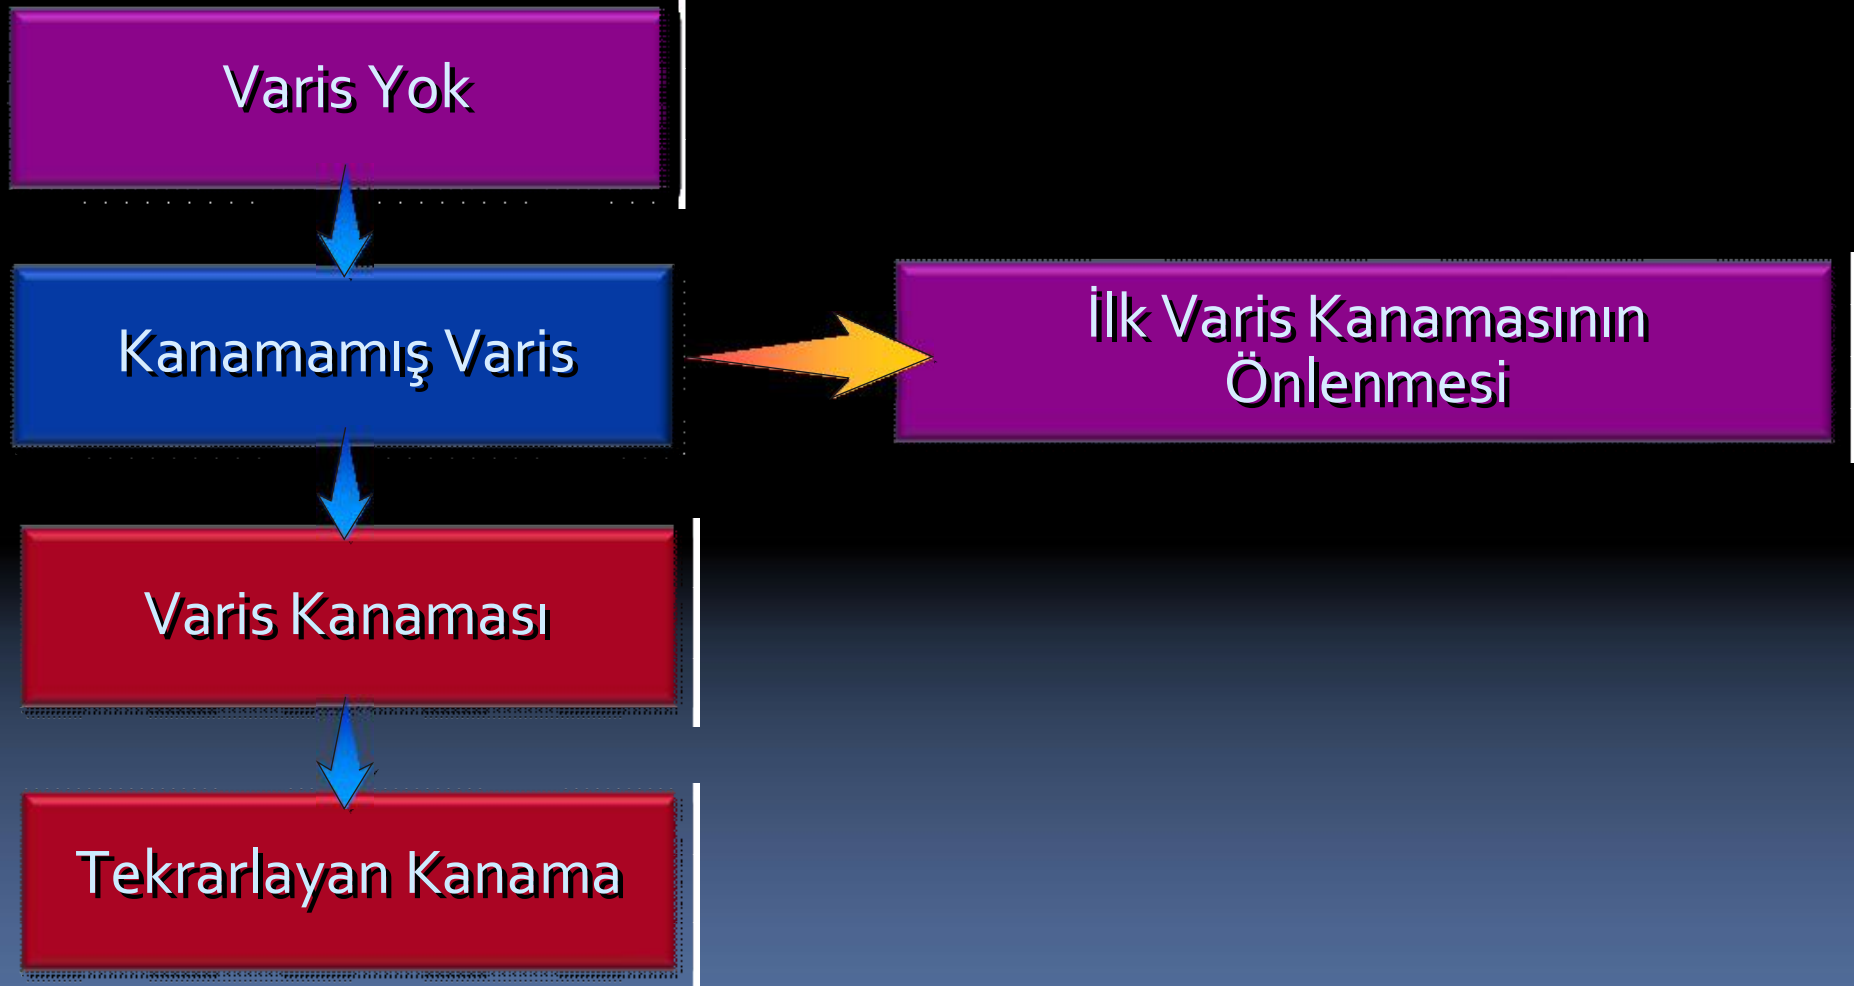 Varis Yok
Kanamamış Varis
İlk Varis Kanamasının
Önlenmesi
Varis Kanaması
Tekrarlayan Kanama